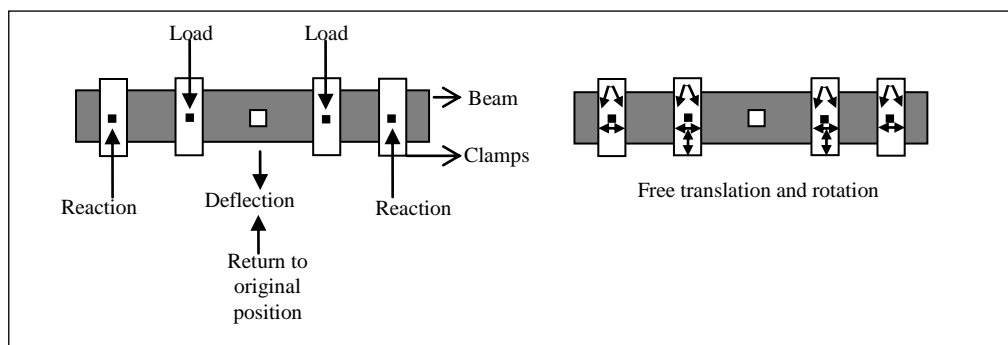 Load
Load
Beam
Clamps
Reaction
Deflection
Reaction
Return to
original
position
Free translation and rotation